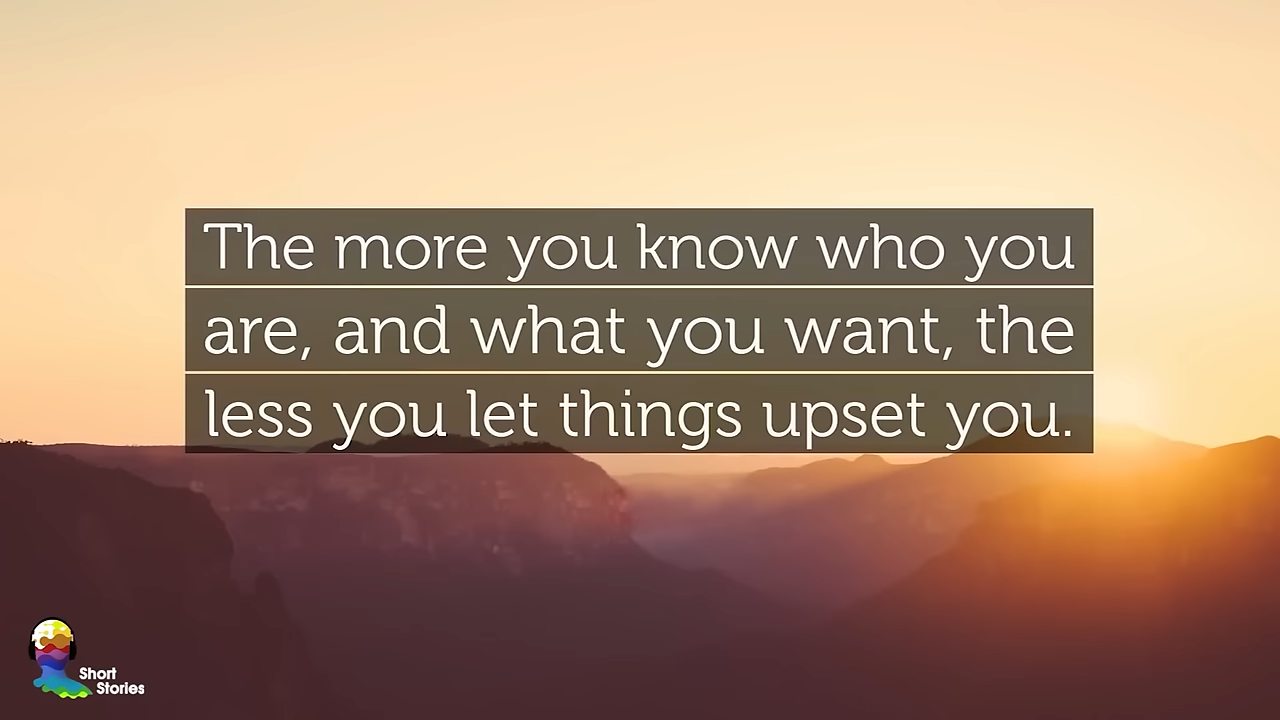 The more you know who you
are, and what you want, the
less you let things upset you.
Short
Stories